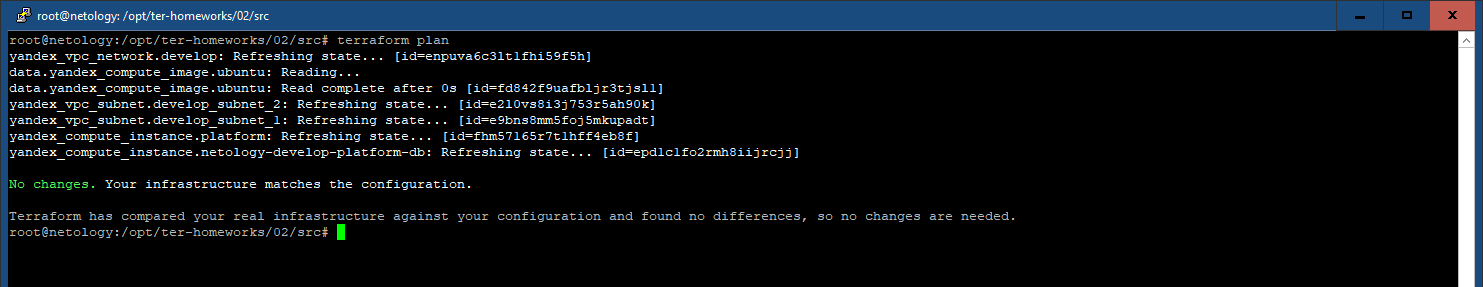 root@netology: /opt/ter-homeworks/02/src
root@netology:/opt/ter-homeworks/02/src# terraform plan
yandex_vpc_network.develop: Refreshing state... [id=enpuva6c3lt1fhi59f5h]
data.yandex_compute_image.ubuntu: Reading...
data.yandex_compute_image.ubuntu: Read complete after 0s [id=fd842f9uafbljr3tjsl1]
yandex_vpc_subnet.develop_subnet_2: Refreshing state... [id=e2l0vs8i3j753r5ah90k]
yandex_vpc_subnet.develop_subnet_1: Refreshing state... [id=e9bns8mm5foj5mkupadt]
yandex_compute_instance.platform: Refreshing state... [id=fhm57165r7t1hff4eb8f]
yandex_compute_instance.netology-develop-platform-db: Refreshing state... [id=epdlc1fo2rmh8iijrcjj]
No changes. Your infrastructure matches the configuration.
Terraform has compared your real infrastructure against your configuration and found no differences, so no changes are needed.
root@netology:/opt/ter-homeworks/02/src#